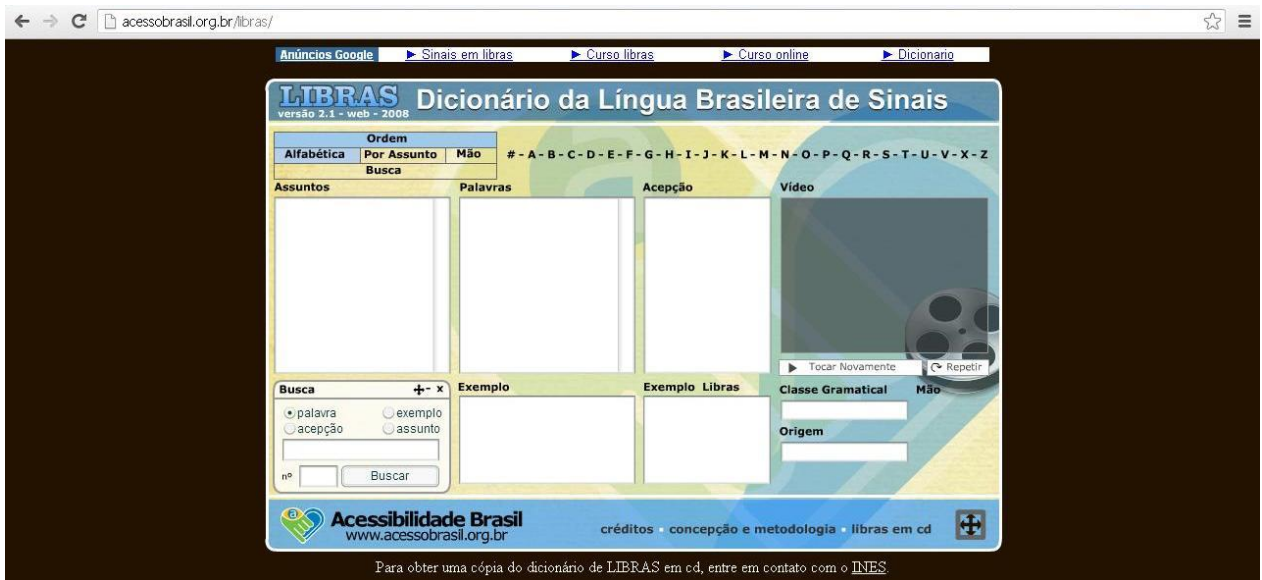 acessobrasil.org.br/libras/
Anúncios Google ► Sinais em libras ► Curso libras ► Curso online ► Dicionario
LIBRAS Dicionário da Língua Brasileira de Sinais
versão 2.1 - web - 2008
Ordem
Alfabética Por Assunto Mão # - A - B - C - D - E - F - G - H - I - J - K - L - M - N - O - P - Q - R - S - T - U - V - X - Z
Busca
Assuntos Palavras Acepção Vídeo
Tocar Novamente Repetir
Busca - x Exemplo Exemplo Libras Classe Gramatical Mão
palavra exemplo
acepção assunto
Origem
nº Buscar
Acessibilidade Brasil
www.acessobrasil.org.br
créditos - concepção e metodologia - libras em cd
Para obter uma cópia do dicionário de LIBRAS em cd, entre em contato com o INES.